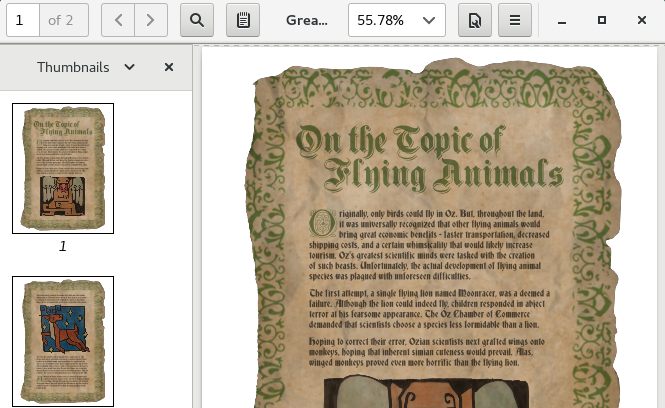 1 of 2 Grea... 55.78%
Thumbnails
1
On the Topic of
Flying Animals
Originally, only birds could fly in Oz. But, throughout the land,
it was universally recognized that other flying animals would
bring great economic benefits - faster transportation, decreased
shipping costs, and a certain whimsicality that would likely increase
tourism. Oz's greatest scientific minds were tasked with the creation
of such beasts. Unfortunately, the actual development of flying animal
species was plagued with unforeseen difficulties.
The first attempt, a single flying lion named Moonracer, was a deemed a
failure. Although the lion could indeed fly, children responded in abject
terror at his fearsome appearance. The Oz Chamber of Commerce
demanded that scientists choose a species less formidable than a lion.
Hoping to correct their error, Ozian scientists next grafted wings onto
monkeys, hoping that inherent simian cuteness would prevail. Alas,
winged monkeys proved even more horrific than the flying lion.